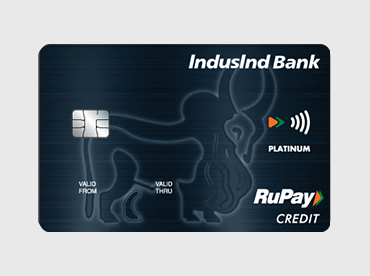 IndusInd Bank
PLATINUM
VALID
FROM
VALID
THRU
RuPay
CREDIT